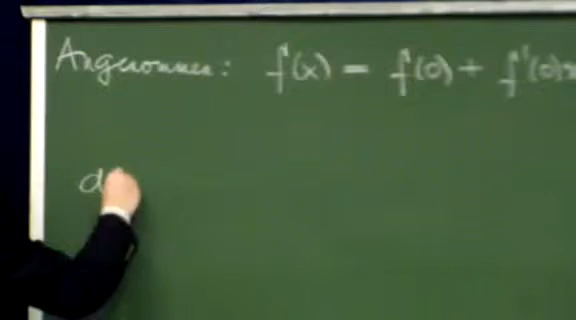 Angenommen: f(x) = f(0) + f'(0)x
d